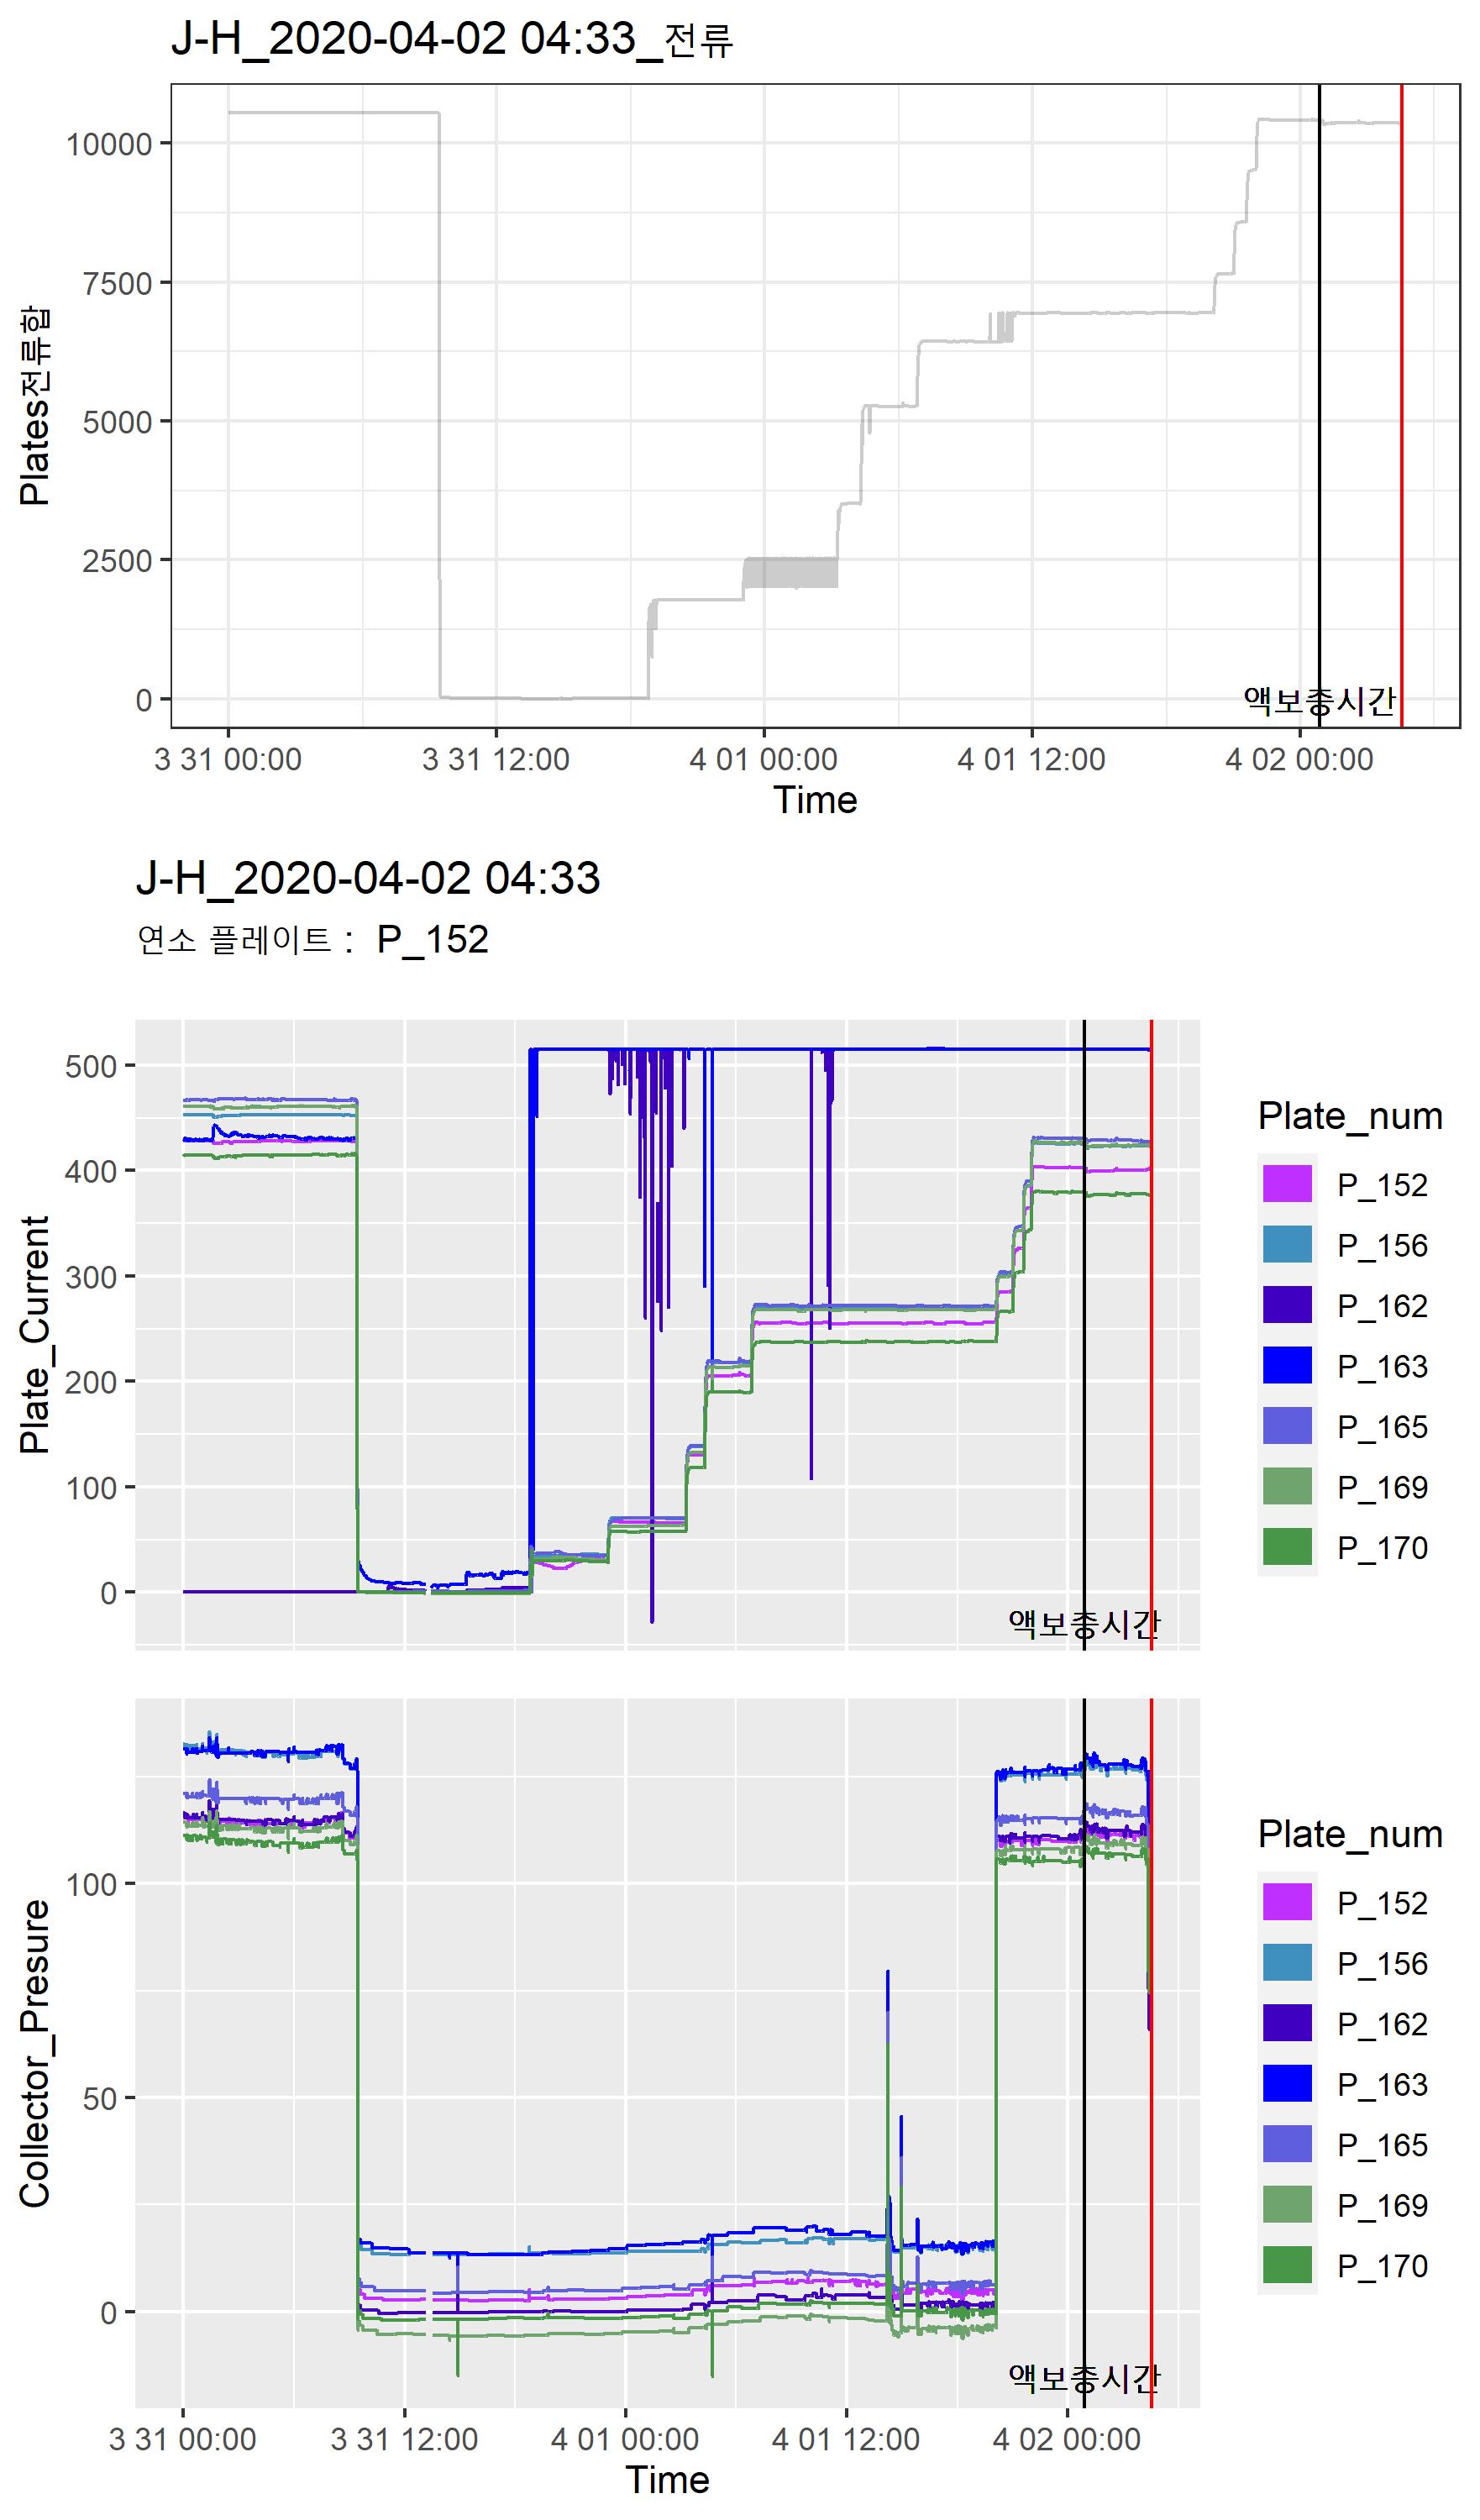 J-H_2020-04-02 04:33_전류
Plates전류합
10000
7500
5000
2500
0
액보충시간
3 31 00:00
3 31 12:00
4 01 00:00
4 01 12:00
4 02 00:00
Time
J-H_2020-04-02 04:33
연소 플레이트 : P_152
Plate_Current
500
400
300
200
100
0
액보충시간
Plate_num
P_152
P_156
P_162
P_163
P_165
P_169
P_170
Collector_Presure
100
50
0
액보충시간
3 31 00:00
3 31 12:00
4 01 00:00
4 01 12:00
4 02 00:00
Time
Plate_num
P_152
P_156
P_162
P_163
P_165
P_169
P_170